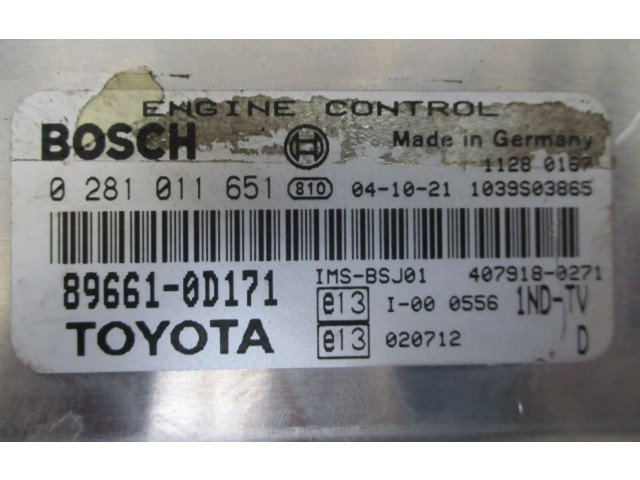 ENGINE CONTROL
BOSCH Made in Germany
1128 0167
0 281 011 651 810 04-10-21 1039S03865
89661-0D171 IMS-BSJ01 407918-0271
e13 I-00 0556 1ND-TV
TOYOTA e13 020712 D